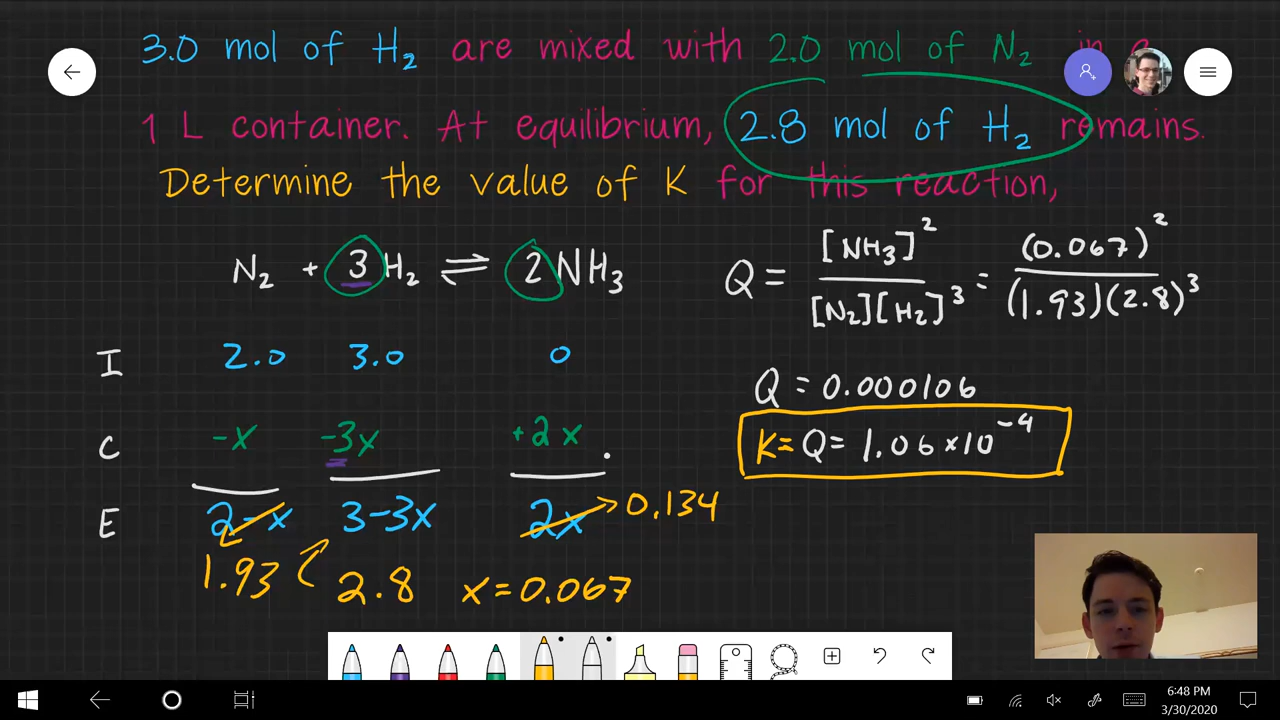 3.0 mol of H2 are mixed with 2.0 mol of N2 in a
1 L container. At equilibrium, 2.8 mol of H2 remains.
Determine the value of K for this reaction,
N2 + 3H2 ⇌ 2NH3
Q = [NH3]^2 / [N2][H2]^3 = (0.067)^2 / (1.93)(2.8)^3
I 2.0 3.0 0
Q = 0.000106
C -x -3x +2x
K = Q = 1.06 × 10^-4
E 2-x 3-3x 2x → 0.134
1.93 2.8 x = 0.067
6:48 PM
3/30/2020